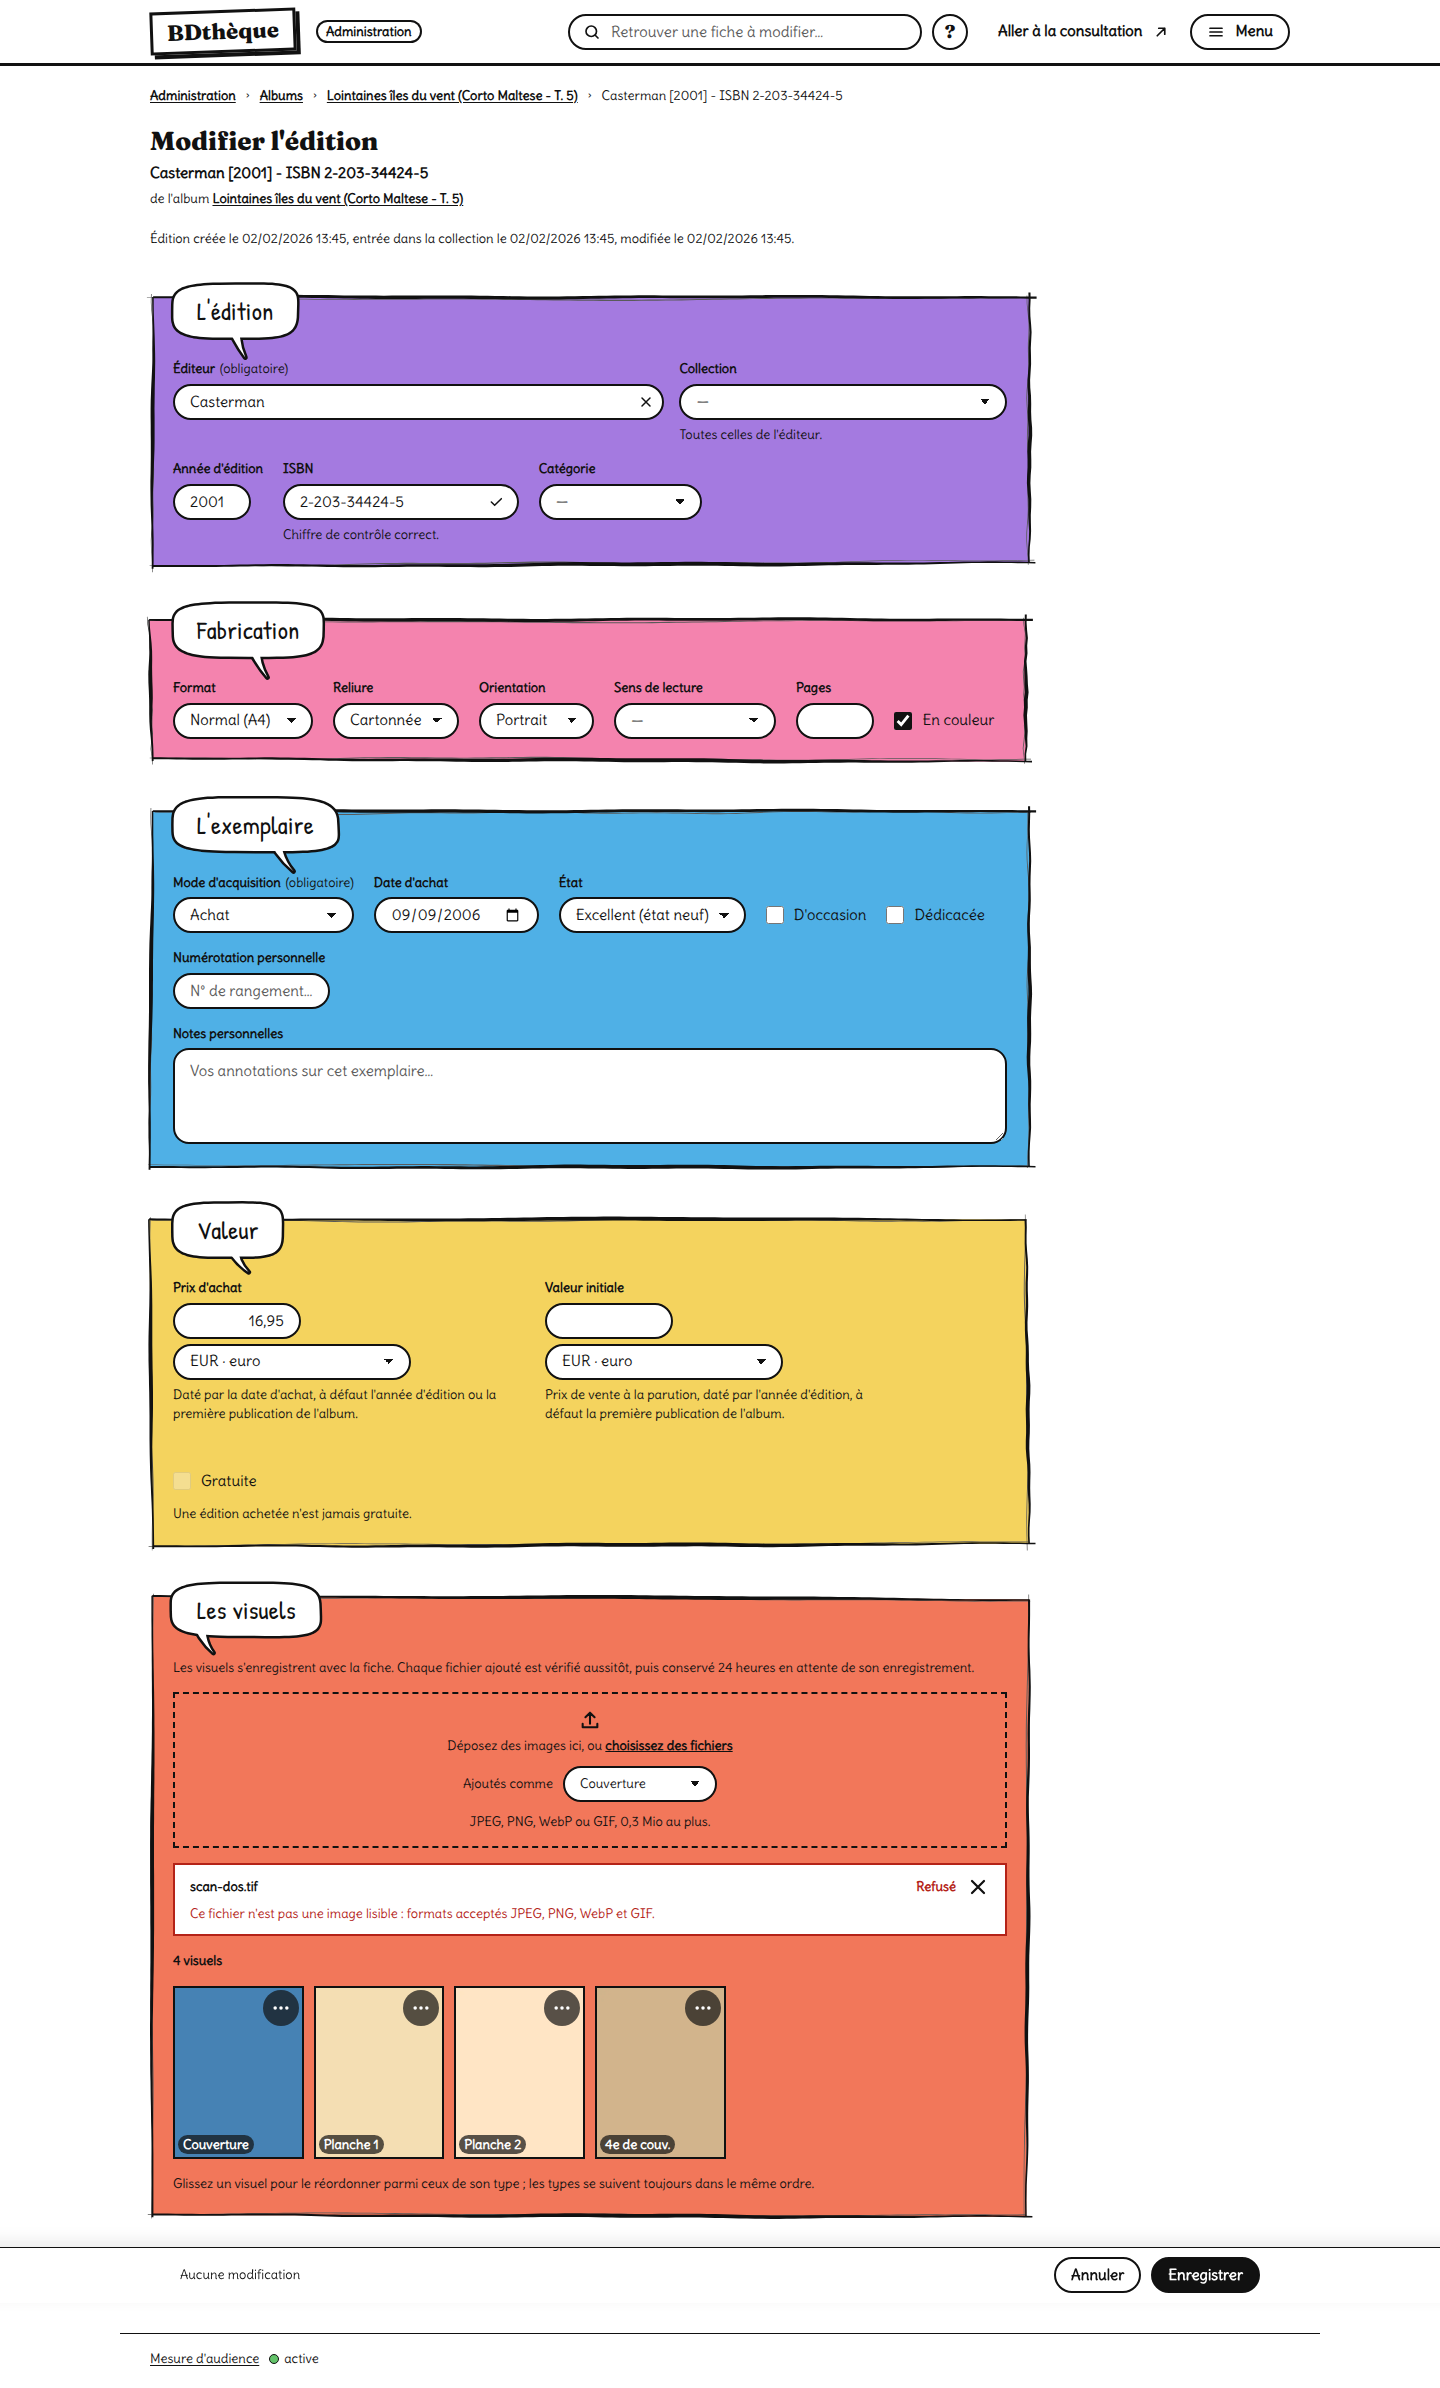 BDthèque
Administration
Retrouver une fiche à modifier...
?
Aller à la consultation
Menu
Administration › Albums › Lointaines îles du vent (Corto Maltese - T. 5) › Casterman [2001] - ISBN 2-203-34424-5
Modifier l'édition
Casterman [2001] - ISBN 2-203-34424-5
de l'album Lointaines îles du vent (Corto Maltese - T. 5)
Édition créée le 02/02/2026 13:45, entrée dans la collection le 02/02/2026 13:45, modifiée le 02/02/2026 13:45.
L'édition
Éditeur (obligatoire) Collection
Casterman —
Toutes celles de l'éditeur.
Année d'édition ISBN Catégorie
2001 2-203-34424-5 —
Chiffre de contrôle correct.
Fabrication
Format Reliure Orientation Sens de lecture Pages
Normal (A4) Cartonnée Portrait — En couleur
L'exemplaire
Mode d'acquisition (obligatoire) Date d'achat État
Achat 09/09/2006 Excellent (état neuf) D'occasion Dédicacée
Numérotation personnelle
N° de rangement...
Notes personnelles
Vos annotations sur cet exemplaire...
Valeur
Prix d'achat Valeur initiale
16,95
EUR · euro EUR · euro
Daté par la date d'achat, à défaut l'année d'édition ou la première publication de l'album.
Prix de vente à la parution, daté par l'année d'édition, à défaut la première publication de l'album.
Gratuite
Une édition achetée n'est jamais gratuite.
Les visuels
Les visuels s'enregistrent avec la fiche. Chaque fichier ajouté est vérifié aussitôt, puis conservé 24 heures en attente de son enregistrement.
Déposez des images ici, ou choisissez des fichiers
Ajoutés comme Couverture
JPEG, PNG, WebP ou GIF, 0,3 Mio au plus.
scan-dos.tif Refusé
Ce fichier n'est pas une image lisible : formats acceptés JPEG, PNG, WebP et GIF.
4 visuels
Couverture Planche 1 Planche 2 4e de couv.
Glissez un visuel pour le réordonner parmi ceux de son type ; les types se suivent toujours dans le même ordre.
Aucune modification Annuler Enregistrer
Mesure d'audience active